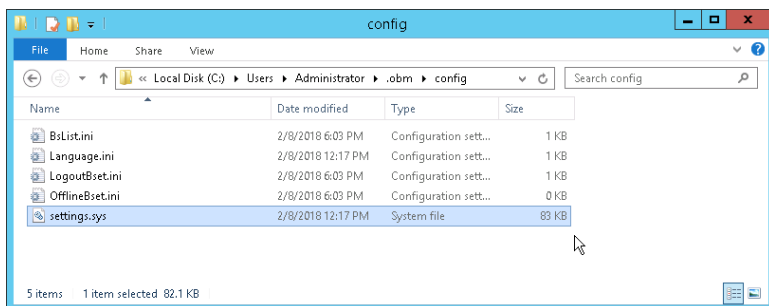 config
File Home Share View
« Local Disk (C:) Users Administrator .obm config Search config
Name Date modified Type Size
BsList.ini 2/8/2018 6:03 PM Configuration sett... 1 KB
Language.ini 2/8/2018 12:17 PM Configuration sett... 1 KB
LogoutBset.ini 2/8/2018 6:03 PM Configuration sett... 1 KB
OfflineBset.ini 2/8/2018 6:03 PM Configuration sett... 0 KB
settings.sys 2/8/2018 12:17 PM System file 83 KB
5 items 1 item selected 82.1 KB